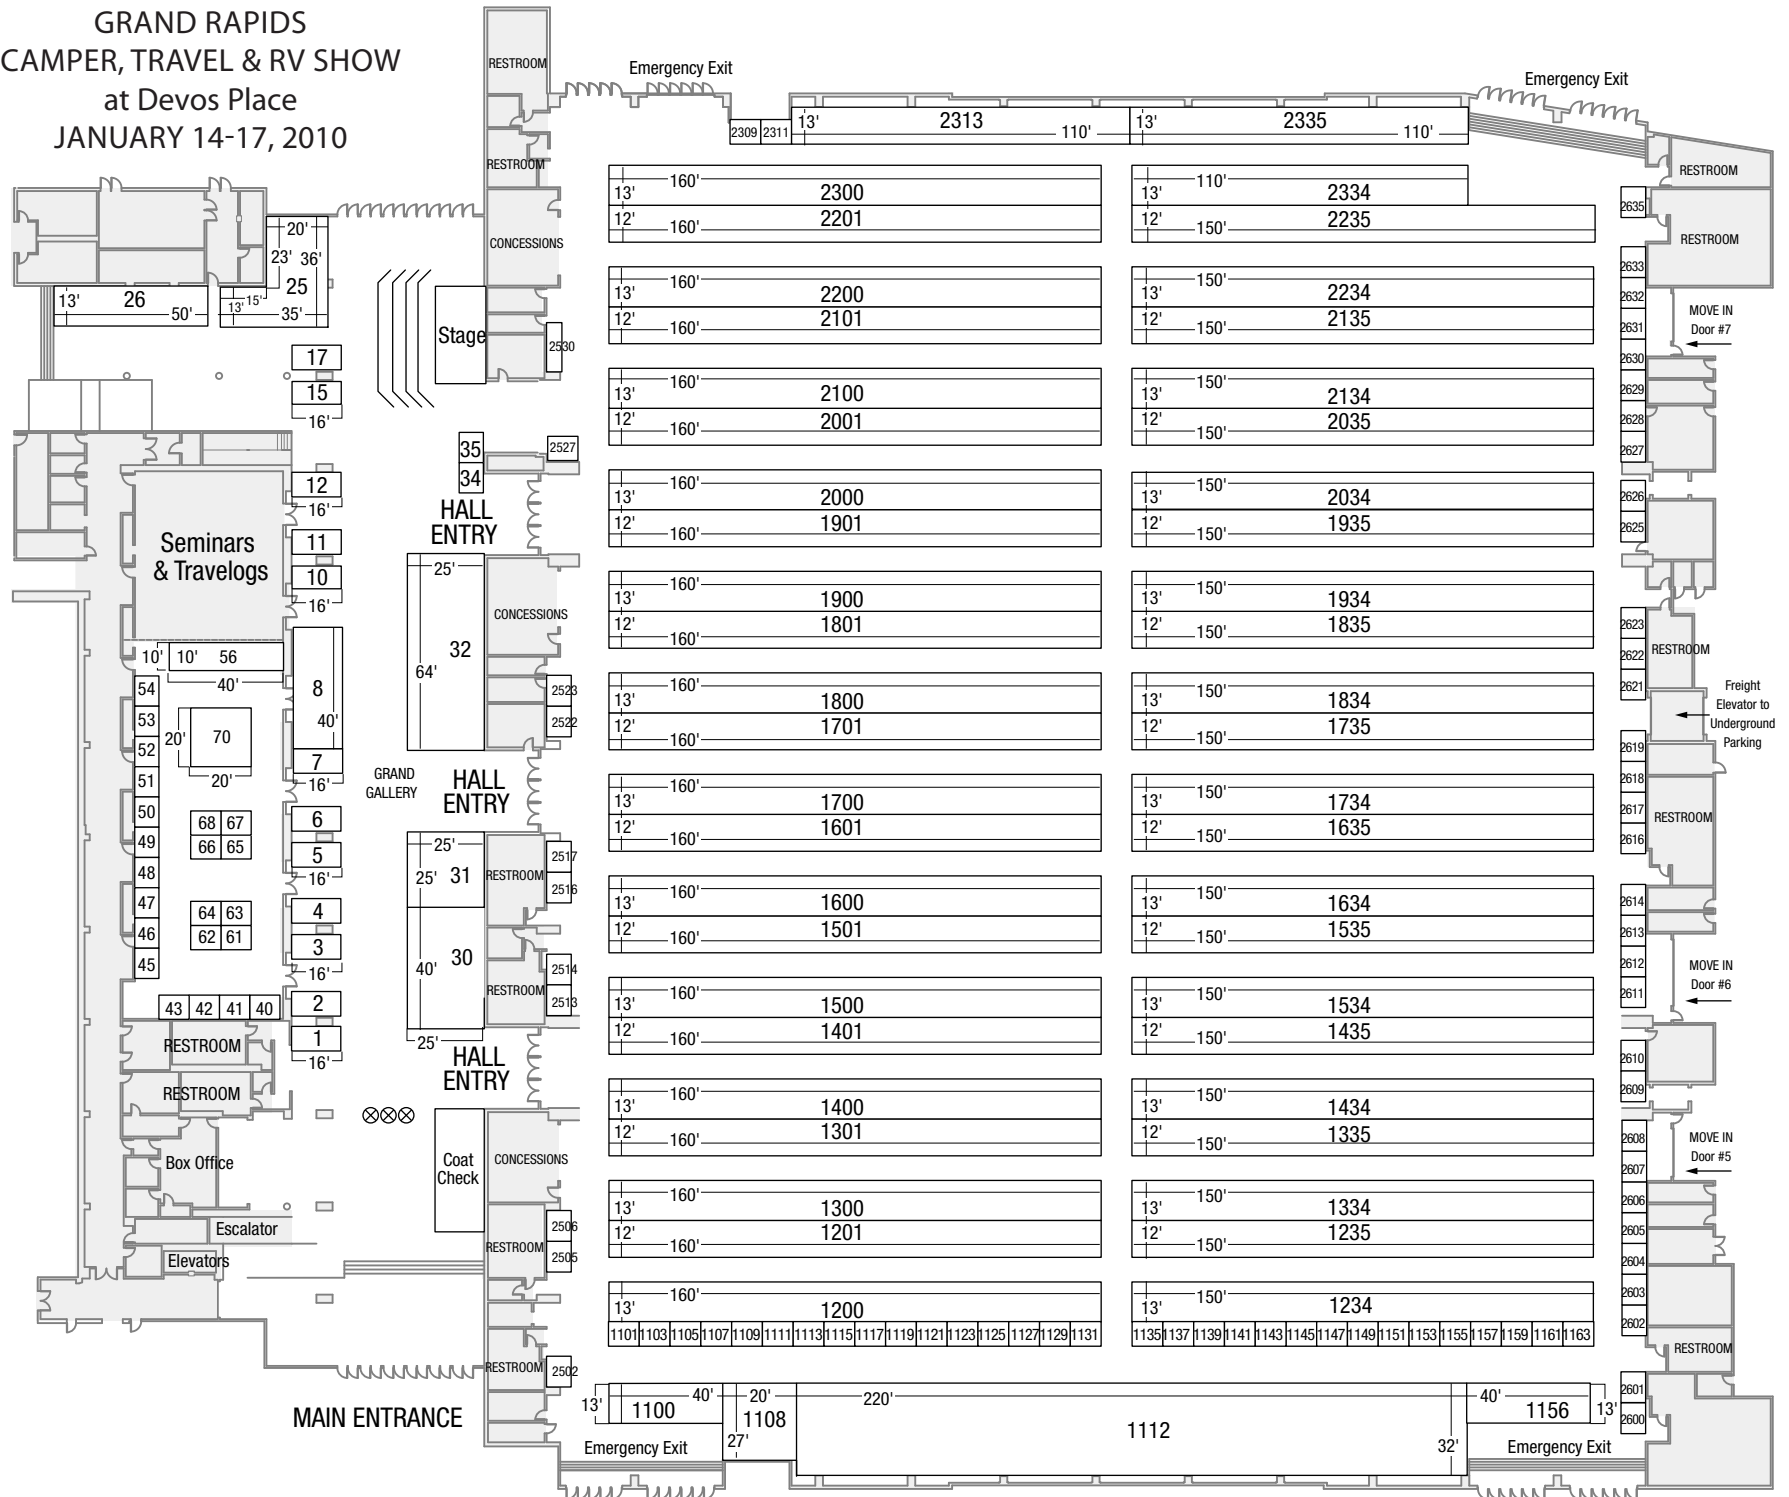 GRAND RAPIDS
CAMPER, TRAVEL & RV SHOW
at Devos Place
JANUARY 14-17, 2010
RESTROOM
Emergency Exit
Emergency Exit
2309 2311 13' 2313 110' 13' 2335 110'
RESTROOM
RESTROOM
160' 13' 2300
12' 160' 2201
110' 13' 2334
12' 150' 2235
2635
RESTROOM
CONCESSIONS
20'
23' 36'
25
13' 15' 35'
13' 26 50'
160' 13' 2200
12' 160' 2101
150' 13' 2234
12' 150' 2135
2633
2632
2631
2630
MOVE IN
Door #7
Stage
2530
17
15
16'
160' 13' 2100
12' 160' 2001
150' 13' 2134
12' 150' 2035
2629
2628
2627
35
34
2527
HALL
ENTRY
12
16'
11
10
16'
Seminars
& Travelogs
160' 13' 2000
12' 160' 1901
150' 13' 2034
12' 150' 1935
2626
2625
25'
32
64'
CONCESSIONS
160' 13' 1900
12' 160' 1801
150' 13' 1934
12' 150' 1835
2623
2622
2621
RESTROOM
10' 10' 56
40'
8
40'
7
16'
54
53
52
51
50
49
48
47
46
45
20' 70
20'
2523
2522
160' 13' 1800
12' 160' 1701
150' 13' 1834
12' 150' 1735
Freight
Elevator to
Underground
Parking
2619
2618
2617
2616
RESTROOM
GRAND
GALLERY
HALL
ENTRY
68 67
66 65
6
5
16'
160' 13' 1700
12' 160' 1601
150' 13' 1734
12' 150' 1635
25'
25' 31
RESTROOM
2517
2516
64 63
62 61
4
3
16'
160' 13' 1600
12' 160' 1501
150' 13' 1634
12' 150' 1535
2614
2613
2612
2611
MOVE IN
Door #6
40' 30
25'
RESTROOM
2514
2513
43 42 41 40
2
1
16'
160' 13' 1500
12' 160' 1401
150' 13' 1534
12' 150' 1435
RESTROOM
RESTROOM
HALL
ENTRY
2610
2609
160' 13' 1400
12' 160' 1301
150' 13' 1434
12' 150' 1335
2608
2607
2606
2605
2604
2603
2602
MOVE IN
Door #5
Box Office
Coat
Check
CONCESSIONS
Escalator
Elevators
RESTROOM
2506
2505
160' 13' 1300
12' 160' 1201
150' 13' 1334
12' 150' 1235
160' 13' 1200
150' 13' 1234
1101 1103 1105 1107 1109 1111 1113 1115 1117 1119 1121 1123 1125 1127 1129 1131
1135 1137 1139 1141 1143 1145 1147 1149 1151 1153 1155 1157 1159 1161 1163
RESTROOM
RESTROOM
2502
2601
2600
MAIN ENTRANCE
13' 40' 1100
20' 1108 27'
220' 1112 32'
40' 1156 13'
Emergency Exit
Emergency Exit
RESTROOM